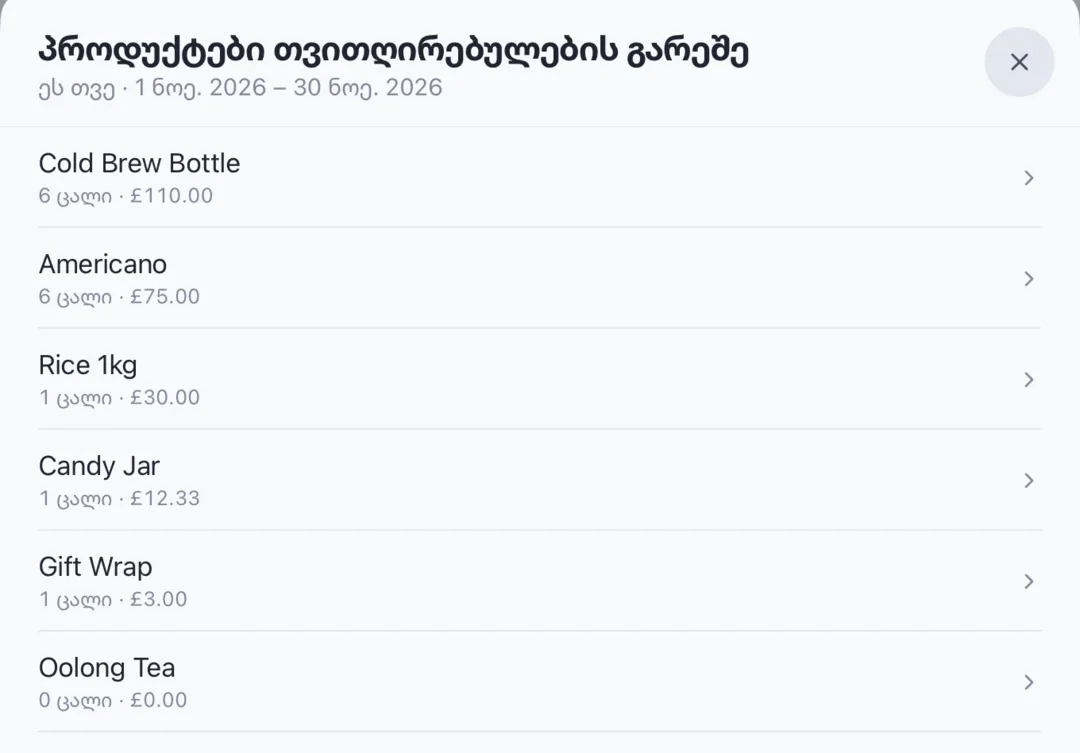 პროდუქტები თვითღირებულების გარეშე
ეს თვე · 1 ნოე. 2026 – 30 ნოე. 2026
Cold Brew Bottle
6 ცალი · £110.00
Americano
6 ცალი · £75.00
Rice 1kg
1 ცალი · £30.00
Candy Jar
1 ცალი · £12.33
Gift Wrap
1 ცალი · £3.00
Oolong Tea
0 ცალი · £0.00